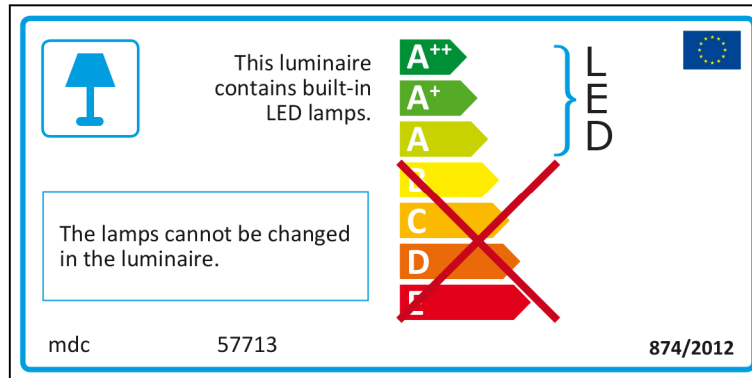 This luminaire
contains built-in
LED lamps.
A++
A+
A
B
C
D
E
L
E
D
The lamps cannot be changed
in the luminaire.
mdc 57713
874/2012